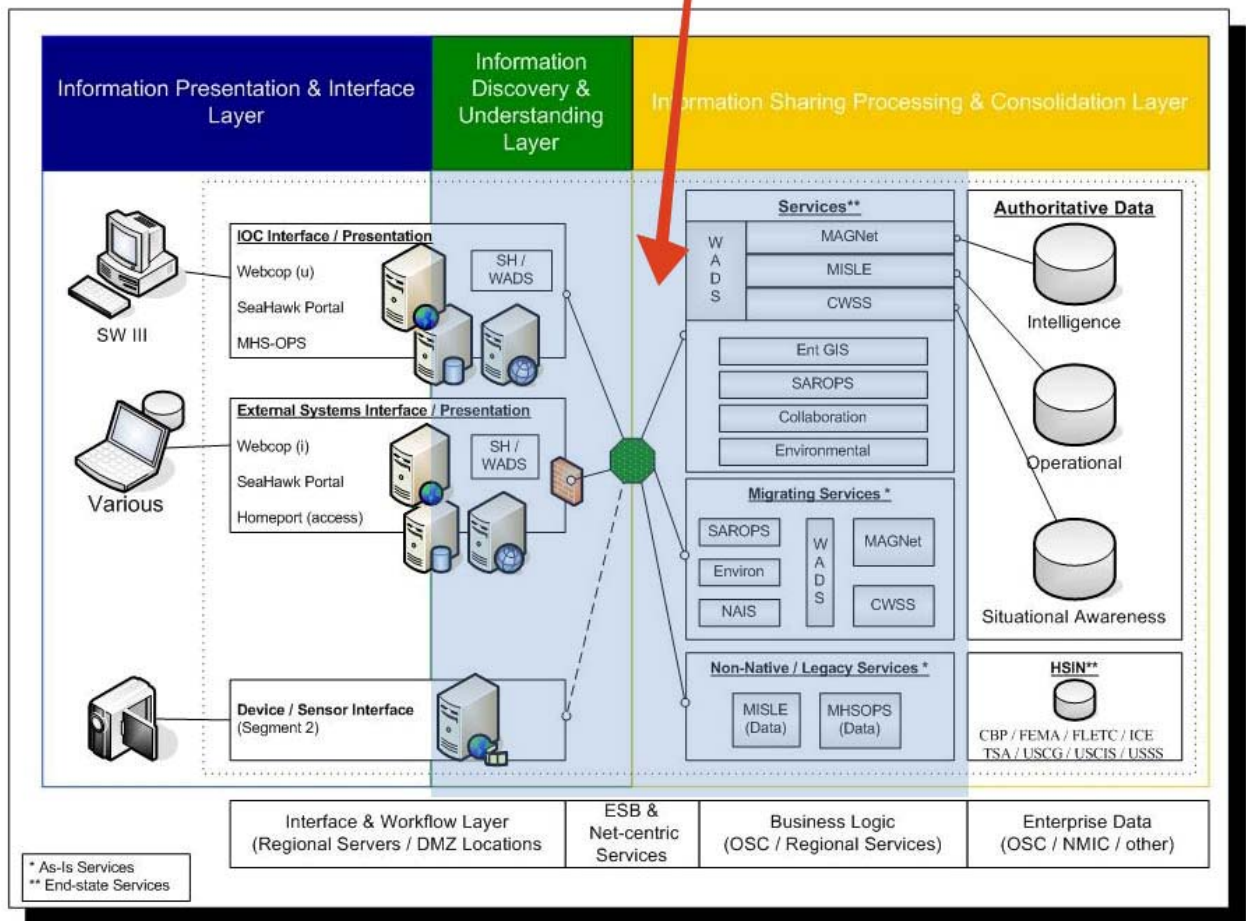 Information Presentation & Interface
Layer
Information
Discovery &
Understanding
Layer
Information Sharing Processing & Consolidation Layer
SW III
Various
IOC Interface / Presentation
Webcop (u)
SeaHawk Portal
MHS-OPS
SH /
WADS
External Systems Interface / Presentation
Webcop (i)
SeaHawk Portal
Homeport (access)
SH /
WADS
Device / Sensor Interface
(Segment 2)
Services**
W
A
D
S
MAGNet
MISLE
CWSS
Ent GIS
SAROPS
Collaboration
Environmental
Migrating Services *
SAROPS
Environ
NAIS
W
A
D
S
MAGNet
CWSS
Non-Native / Legacy Services *
MISLE
(Data)
MHSOPS
(Data)
Authoritative Data
Intelligence
Operational
Situational Awareness
HSIN**
CBP / FEMA / FLETC / ICE
TSA / USCG / USCIS / USSS
Interface & Workflow Layer
(Regional Servers / DMZ Locations
ESB &
Net-centric
Services
Business Logic
(OSC / Regional Services)
Enterprise Data
(OSC / NMIC / other)
* As-Is Services
** End-state Services